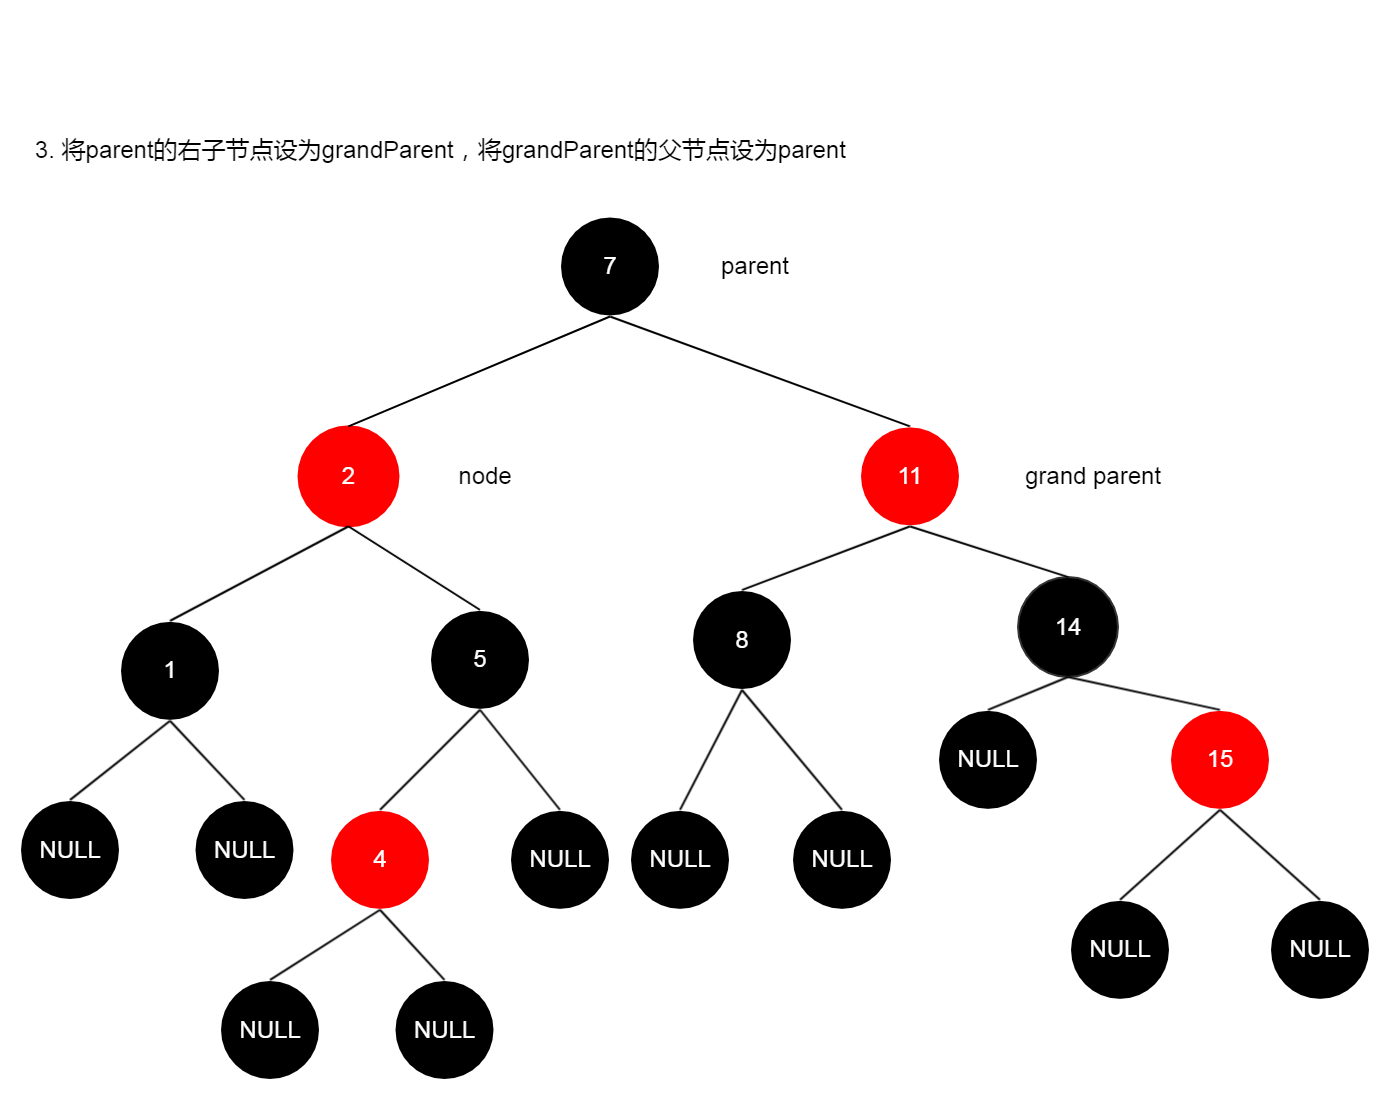 3. 将parent的右子节点设为grandParent，将grandParent的父节点设为parent
7
parent
2
node
11
grand parent
1
5
8
14
NULL
15
NULL
NULL
4
NULL
NULL
NULL
NULL
NULL
NULL
NULL